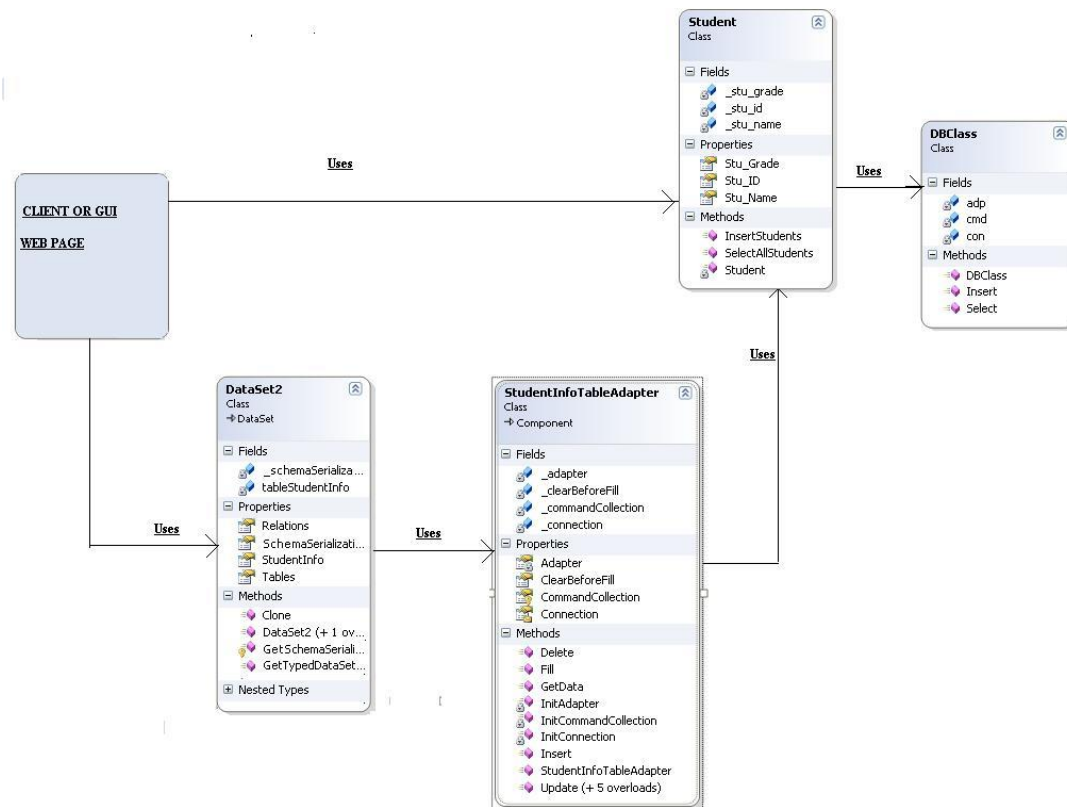 Student
Class
Fields
_stu_grade
_stu_id
_stu_name
Properties
Stu_Grade
Stu_ID
Stu_Name
Methods
InsertStudents
SelectAllStudents
Student
Uses
DBClass
Class
Fields
adp
cmd
con
Methods
DBClass
Insert
Select
Uses
CLIENT OR GUI
WEB PAGE
Uses
DataSet2
Class
DataSet
Fields
_schemaSerializa...
tableStudentInfo
Properties
Relations
SchemaSerializati...
StudentInfo
Tables
Methods
Clone
DataSet2 (+ 1 ov...
GetSchemaSeriali...
GetTypedDataSet...
Nested Types
Uses
StudentInfoTableAdapter
Class
Component
Fields
_adapter
_clearBeforeFill
_commandCollection
_connection
Properties
Adapter
ClearBeforeFill
CommandCollection
Connection
Methods
Delete
Fill
GetData
InitAdapter
InitCommandCollection
InitConnection
Insert
StudentInfoTableAdapter
Update (+ 5 overloads)
Uses
Uses